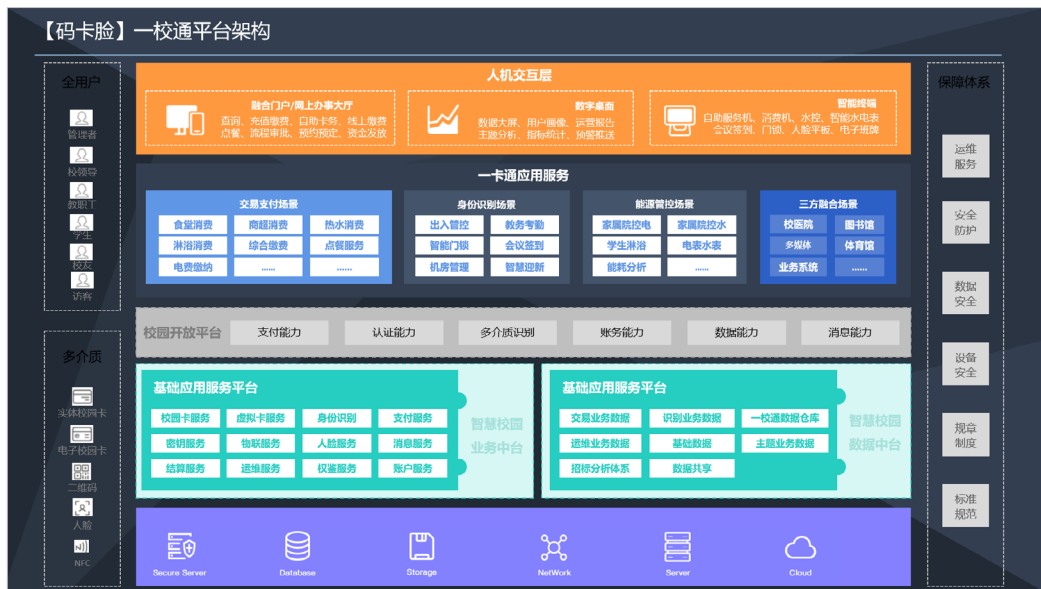 【码卡脸】一校通平台架构
全用户
管理者
校领导
教职工
学生
校友
访客
多介质
实体校园卡
电子校园卡
二维码
人脸
NFC
人机交互层
融合门户/网上办事大厅
查询、充值缴费、自助卡务、线上缴费
点餐、流程审批、预约预定、资金发放
数字桌面
数据大屏、用户画像、运营报告
主题分析、指标统计、预警推送
智能终端
自助服务机、消费机、水控、智能水电表
会议签到、门锁、人脸平板、电子班牌
一卡通应用服务
交易支付场景
食堂消费 商超消费 热水消费
淋浴消费 综合缴费 点餐服务
电费缴纳 ...... ......
身份识别场景
出入管控 教务考勤
智能门锁 会议签到
机房管理 智慧迎新
能源管控场景
家属院控电 家属院控水
学生淋浴 电表水表
能耗分析 ......
三方融合场景
校医院 图书馆
多媒体 体育馆
业务系统 ......
校园开放平台 支付能力 认证能力 多介质识别 账务能力 数据能力 消息能力
基础应用服务平台
校园卡服务 虚拟卡服务 身份识别 支付服务
密钥服务 物联服务 人脸服务 消息服务
结算服务 运维服务 权鉴服务 账户服务
智慧校园
业务中台
基础应用服务平台
交易业务数据 识别业务数据 一校通数据仓库
运维业务数据 基础数据 主题业务数据
招标分析体系 数据共享
智慧校园
数据中台
Secure Server Database Storage NetWork Server Cloud
保障体系
运维
服务
安全
防护
数据
安全
设备
安全
规章
制度
标准
规范